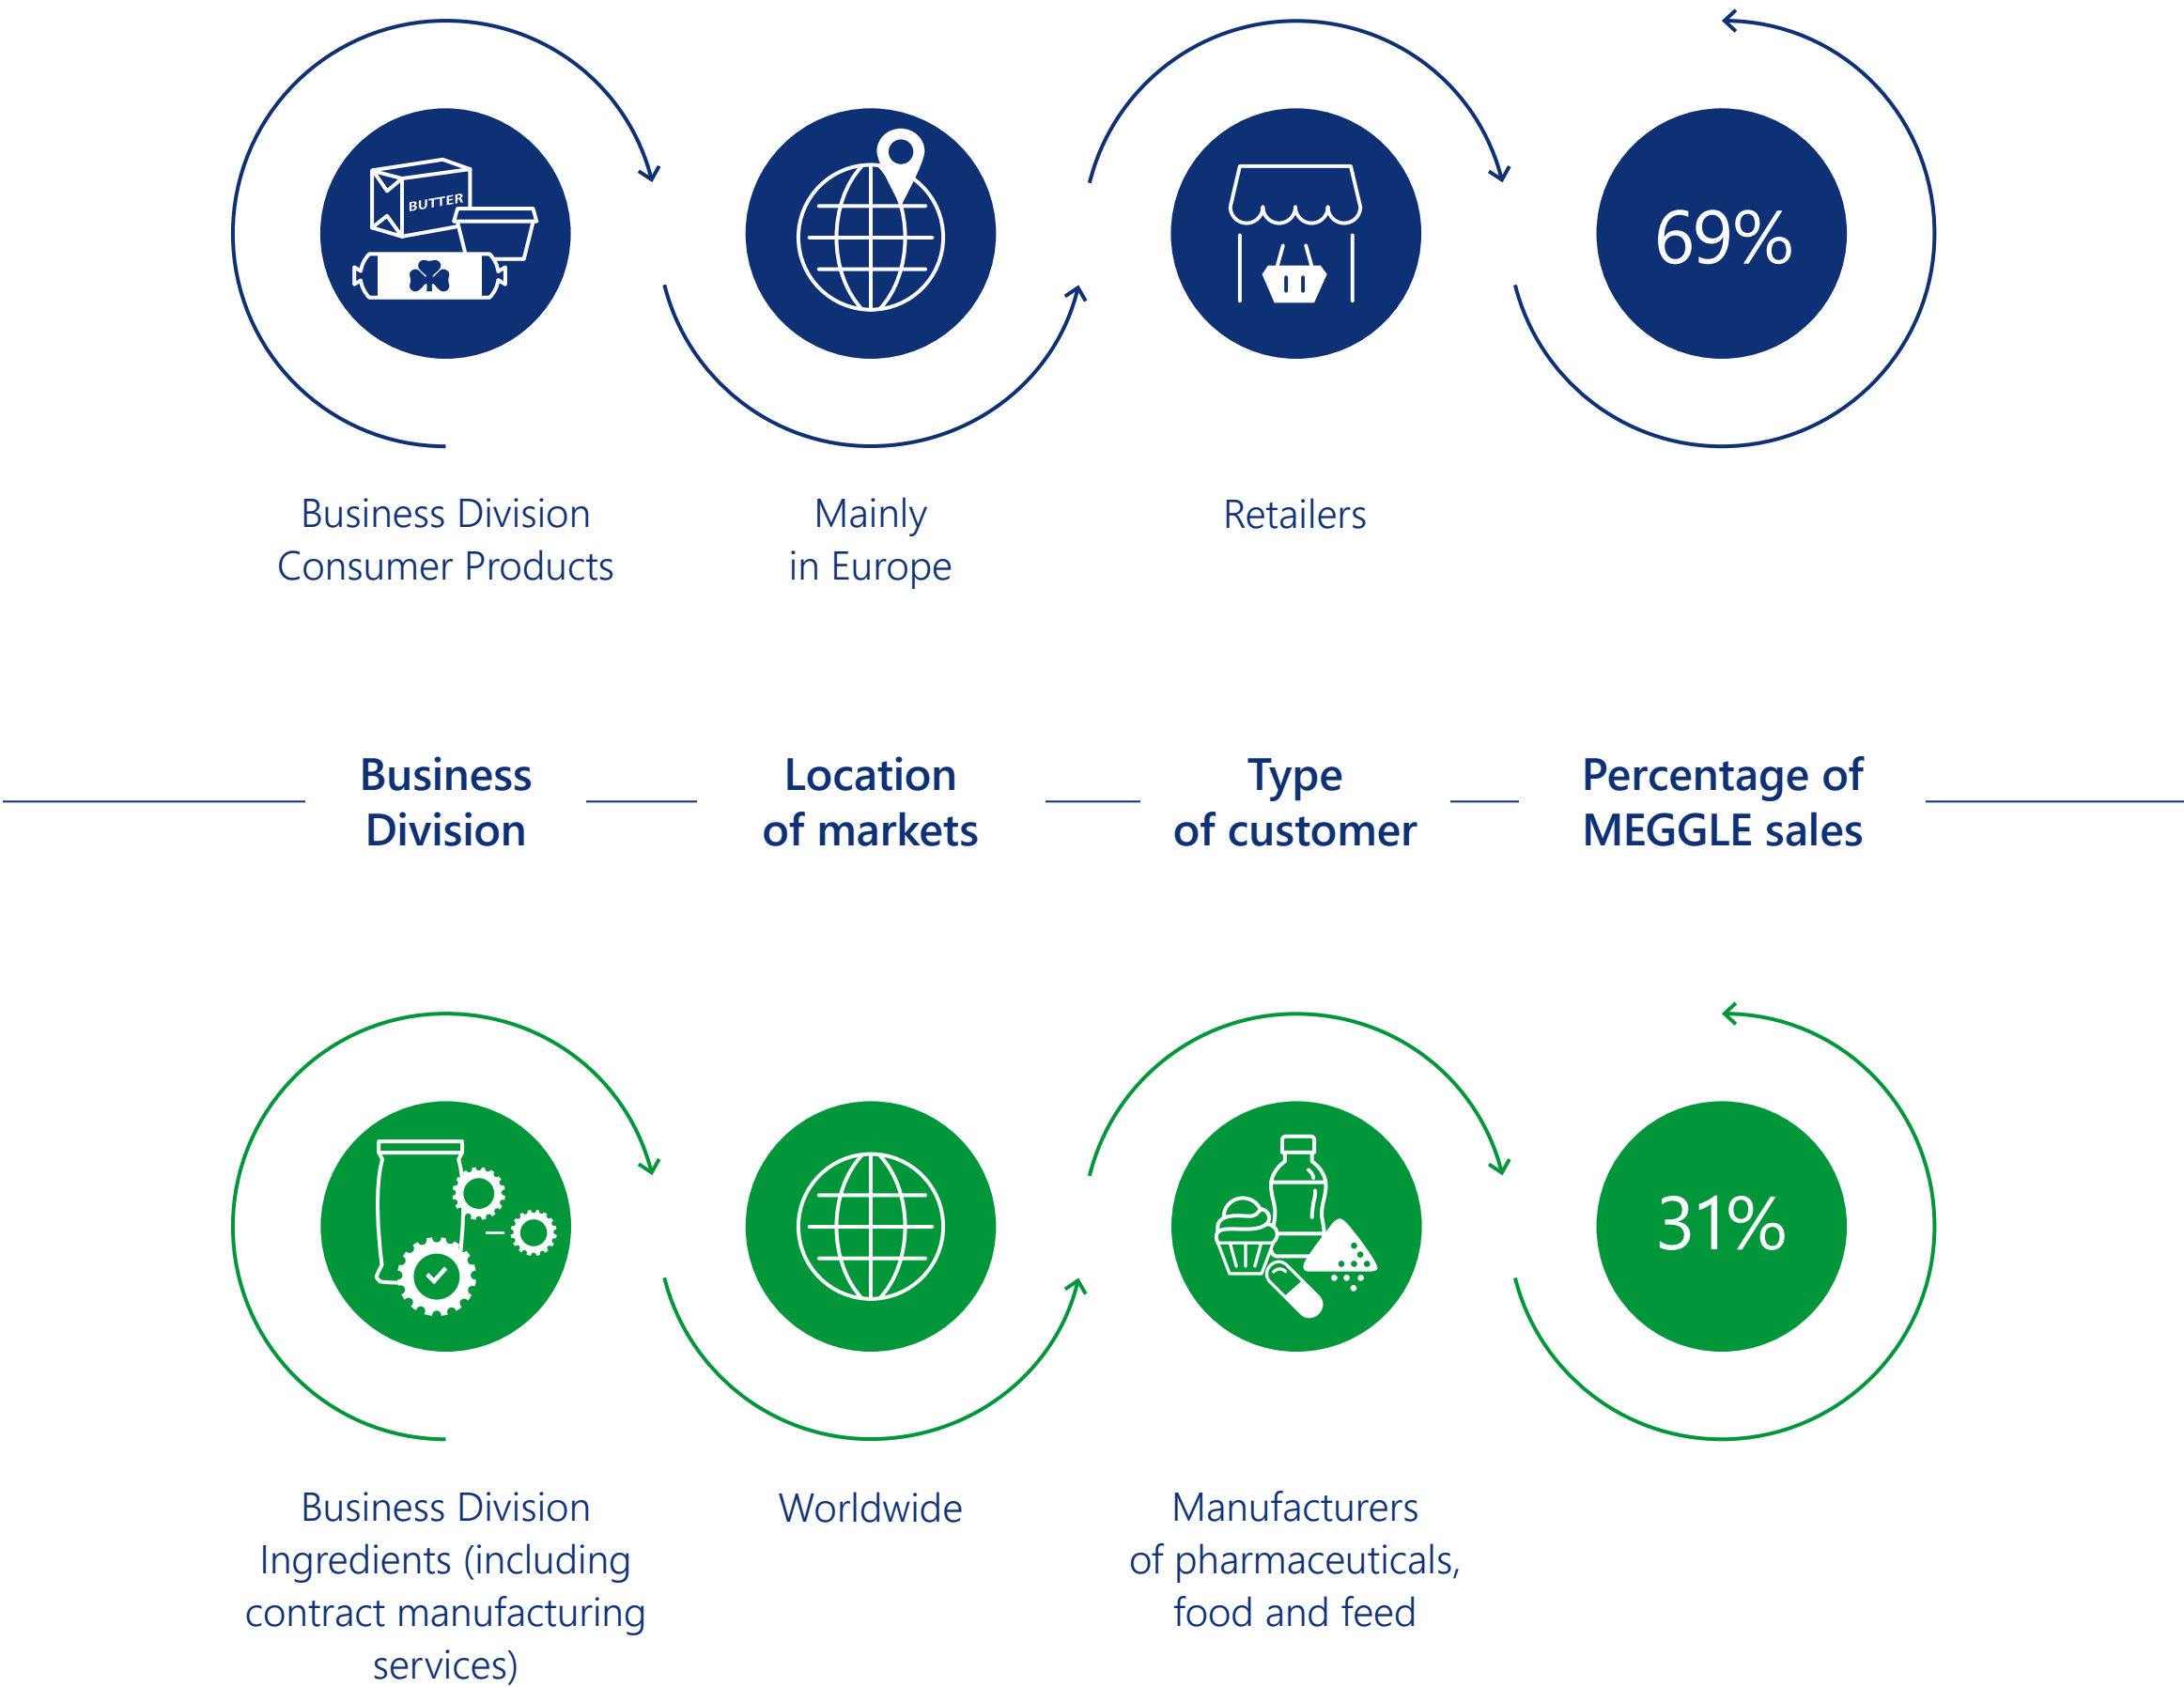 BUTTER
69%
Business Division
Consumer Products
Mainly
in Europe
Retailers
Business
Division
Location
of markets
Type
of customer
Percentage of
MEGGLE sales
31%
Business Division
Ingredients (including
contract manufacturing
services)
Worldwide
Manufacturers
of pharmaceuticals,
food and feed